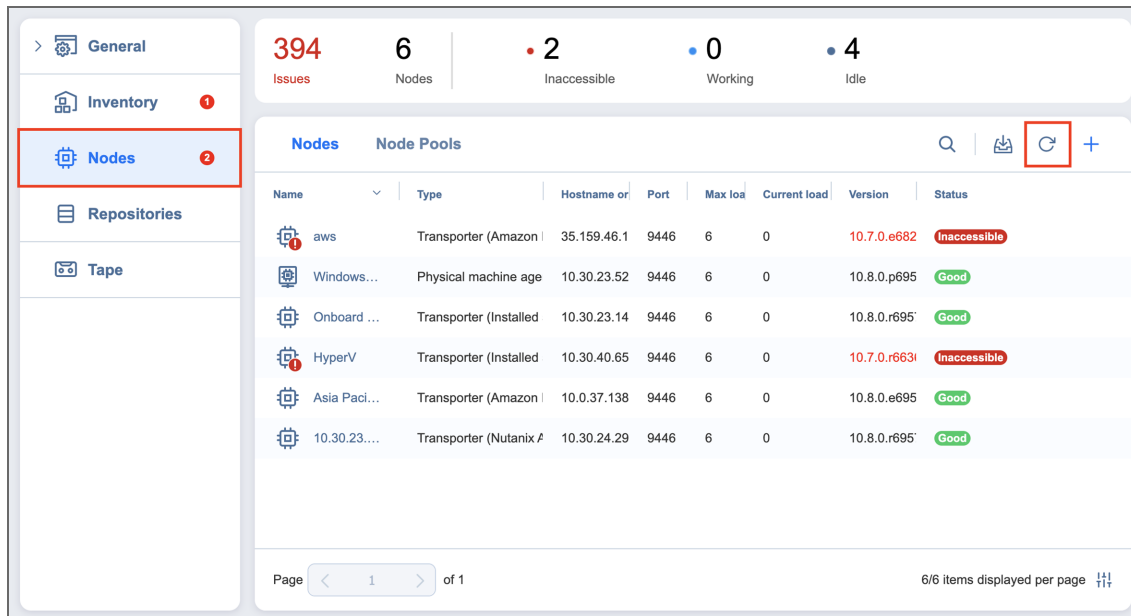 General
Inventory 1
Nodes 2
Repositories
Tape
394 6 2 0 4
Issues Nodes Inaccessible Working Idle
Nodes Node Pools
Name Type Hostname or Port Max loa Current load Version Status
aws Transporter (Amazon 35.159.46.1 9446 6 0 10.7.0.e682 Inaccessible
Windows... Physical machine age 10.30.23.52 9446 6 0 10.8.0.p695 Good
Onboard ... Transporter (Installed 10.30.23.14 9446 6 0 10.8.0.r695 Good
HyperV Transporter (Installed 10.30.40.65 9446 6 0 10.7.0.r663 Inaccessible
Asia Paci... Transporter (Amazon 10.0.37.138 9446 6 0 10.8.0.e695 Good
10.30.23.... Transporter (Nutanix A 10.30.24.29 9446 6 0 10.8.0.r695 Good
Page 1 of 1 6/6 items displayed per page